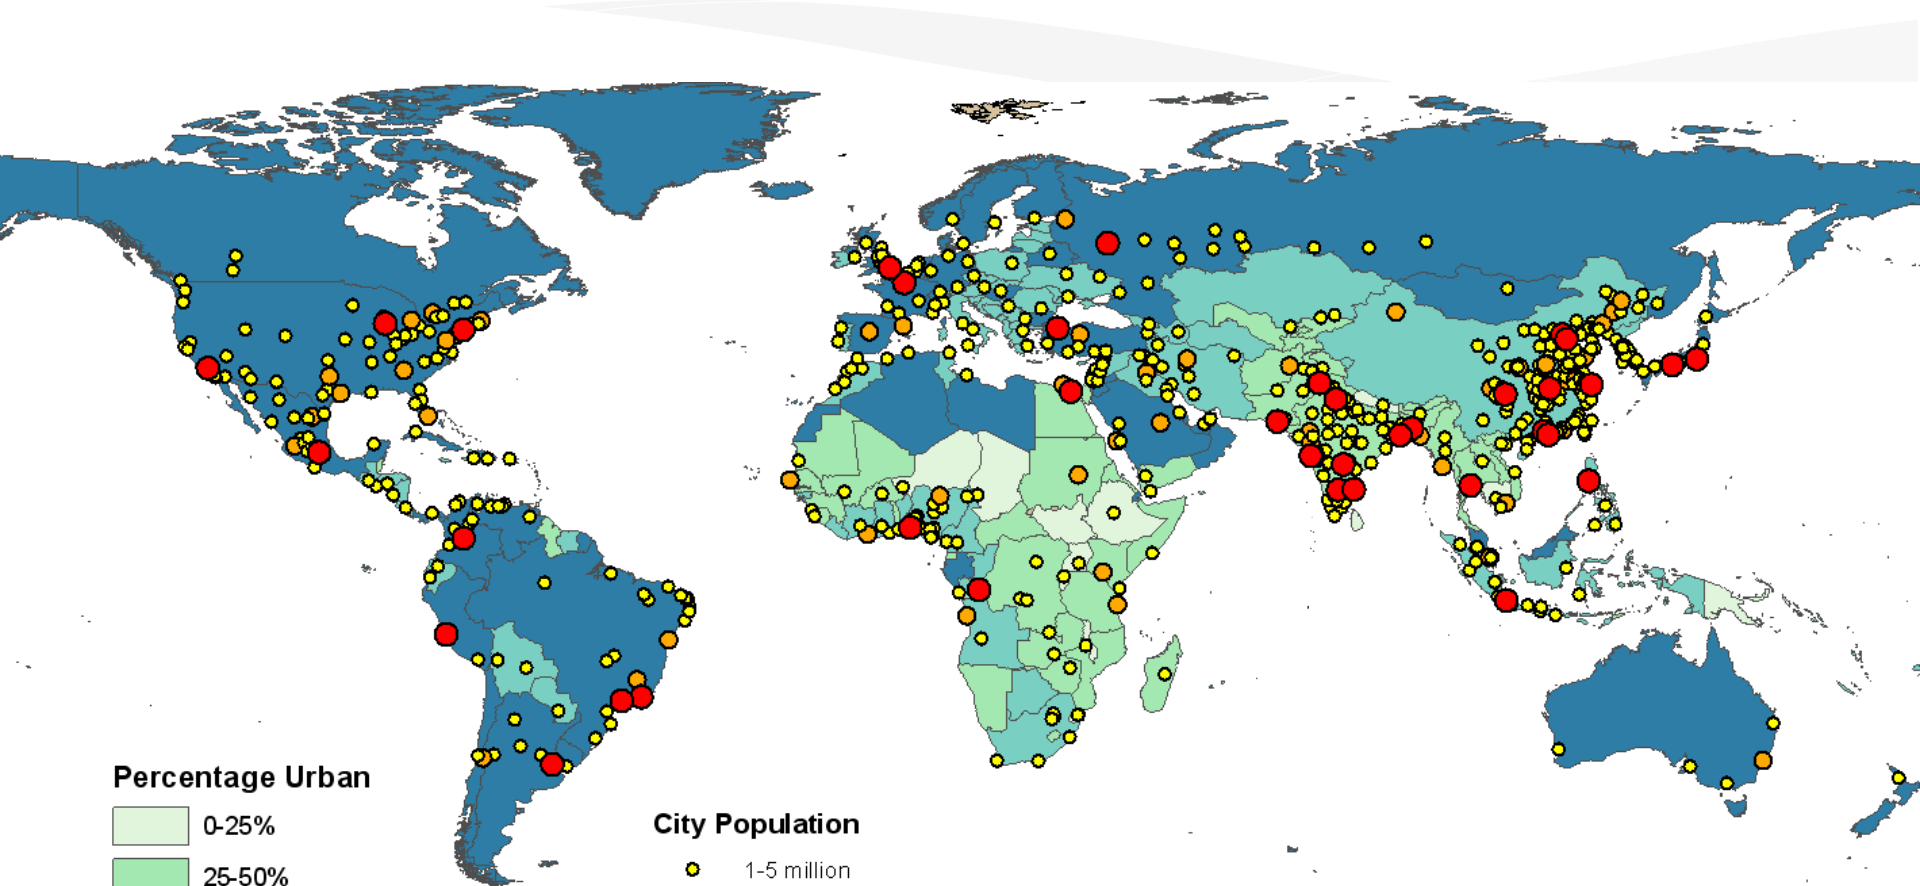 Percentage Urban
0-25%
25-50%
City Population
1-5 million